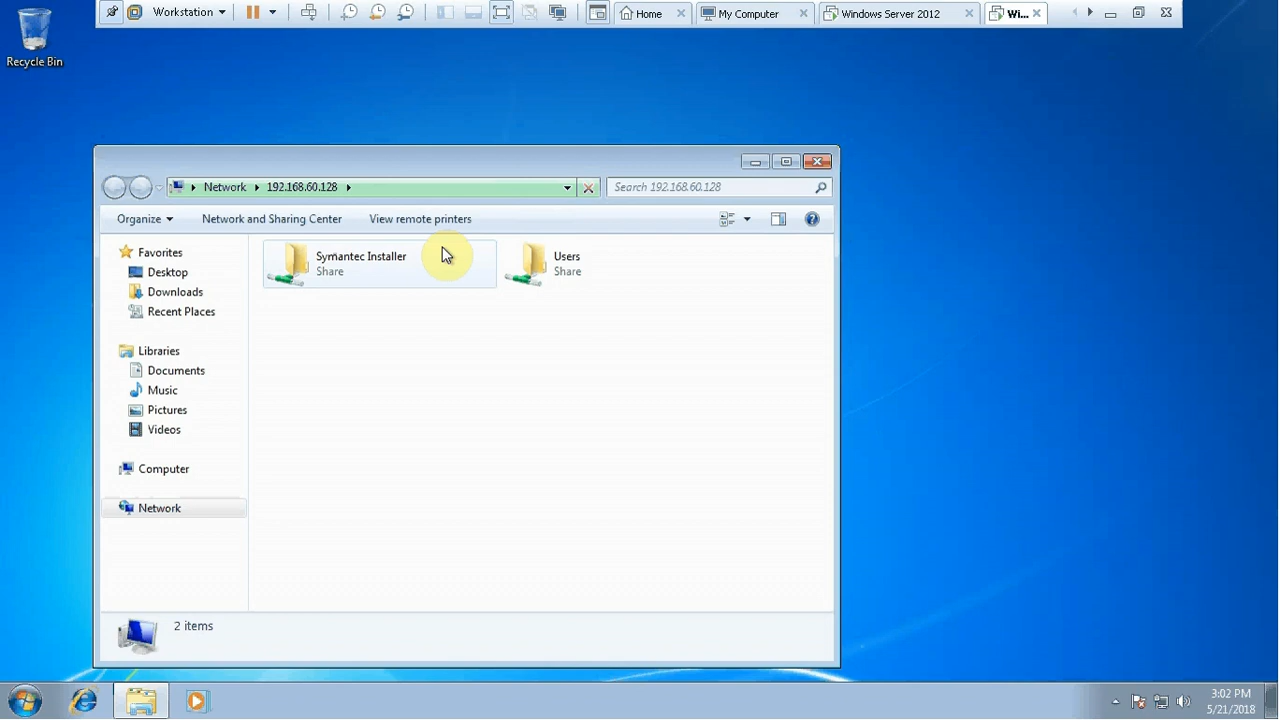 Workstation
Home
My Computer
Windows Server 2012
Wi...
Recycle Bin
Network
192.168.60.128
Search 192.168.60.128
Organize
Network and Sharing Center
View remote printers
Favorites
Desktop
Downloads
Recent Places
Libraries
Documents
Music
Pictures
Videos
Computer
Network
Symantec Installer
Share
Users
Share
2 items
3:02 PM
5/21/2018